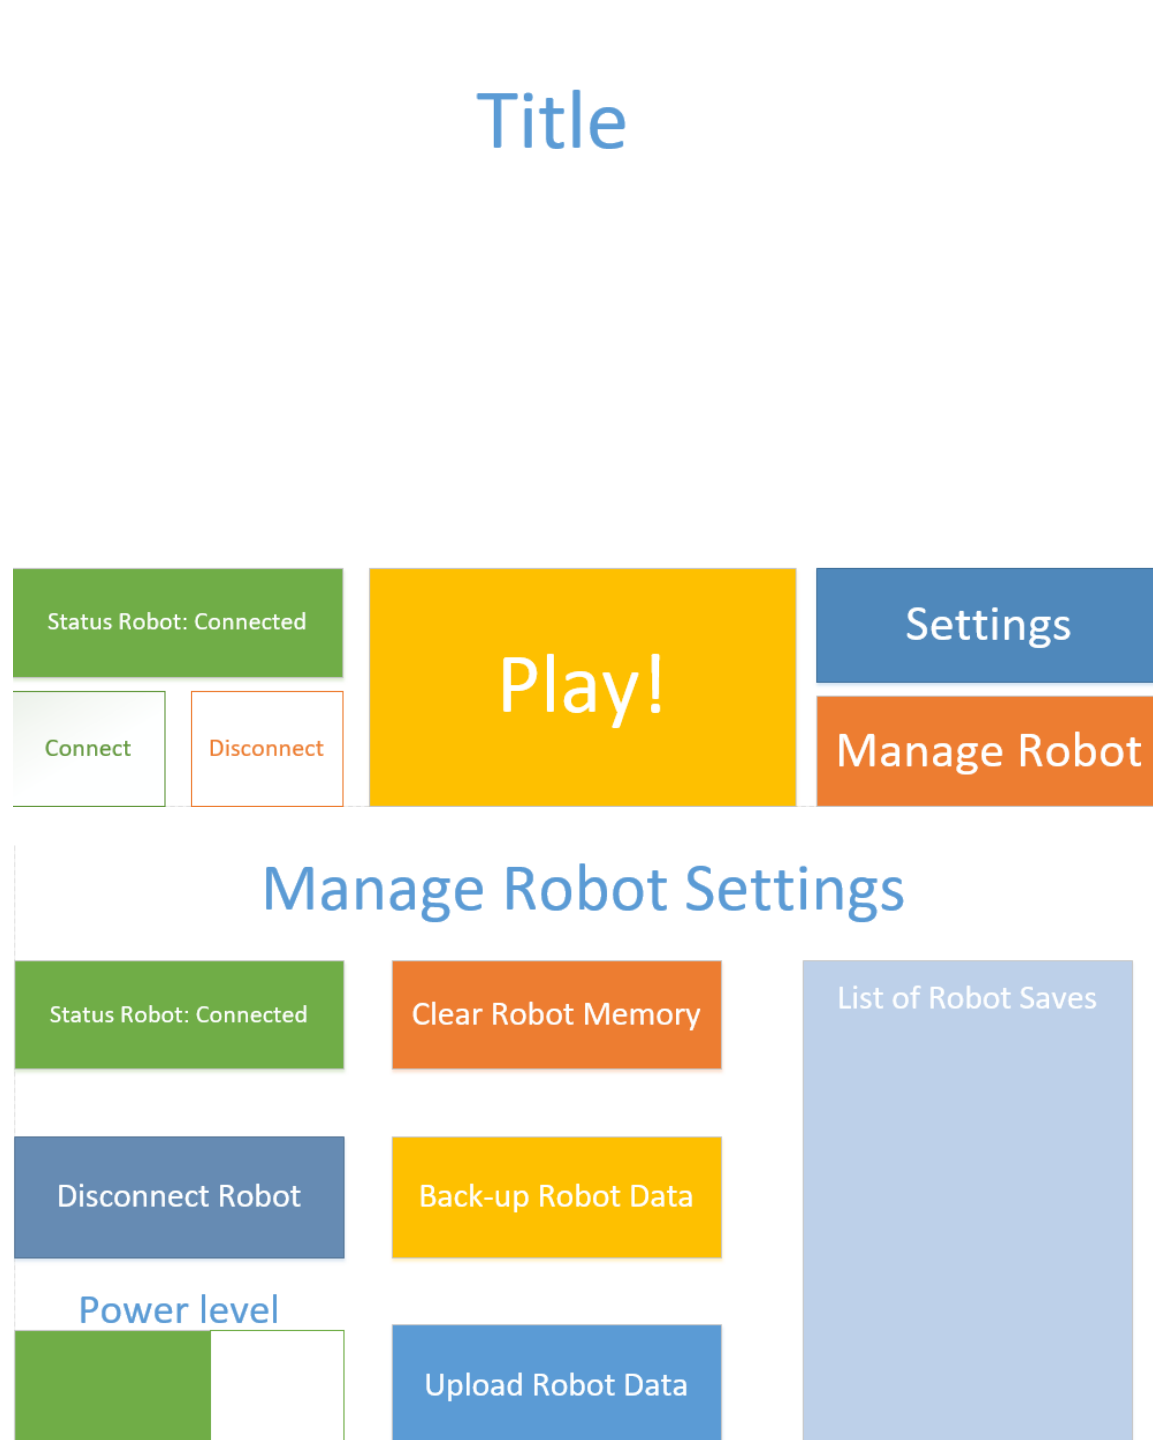 Title
Status Robot: Connected
Connect
Disconnect
Play!
Settings
Manage Robot
Manage Robot Settings
Status Robot: Connected
Clear Robot Memory
List of Robot Saves
Disconnect Robot
Back-up Robot Data
Power level
Upload Robot Data